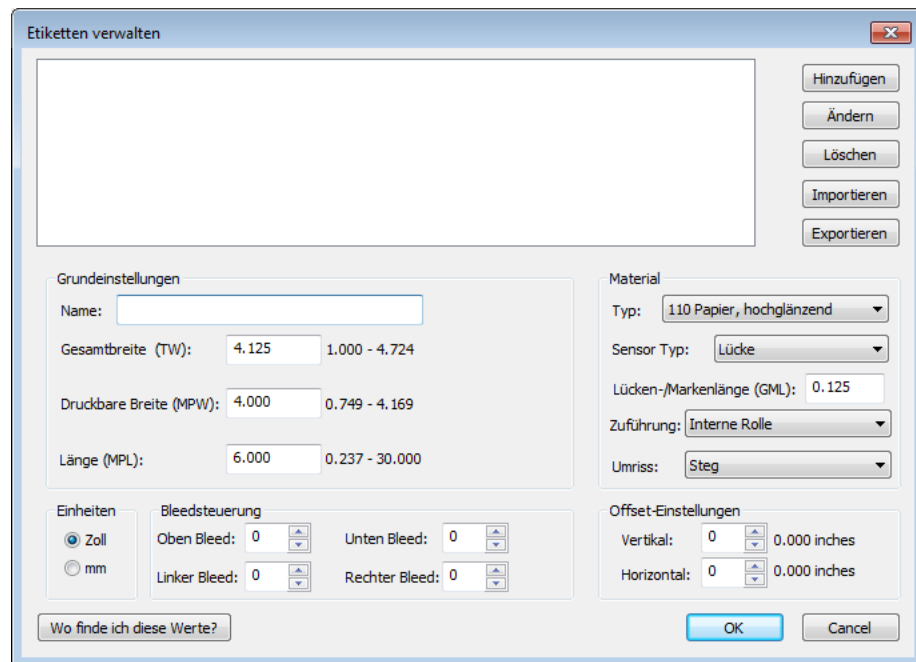 Etiketten verwalten
Hinzufügen
Ändern
Löschen
Importieren
Exportieren
Grundeinstellungen
Name:
Gesamtbreite (TW): 4.125 1.000 - 4.724
Druckbare Breite (MPW): 4.000 0.749 - 4.169
Länge (MPL): 6.000 0.237 - 30.000
Material
Typ: 110 Papier, hochglänzend
Sensor Typ: Lücke
Lücken-/Markenlänge (GML): 0.125
Zuführung: Interne Rolle
Umriss: Steg
Einheiten
Zoll
mm
Bleedsteuerung
Oben Bleed: 0 Unten Bleed: 0
Linker Bleed: 0 Rechter Bleed: 0
Offset-Einstellungen
Vertikal: 0 0.000 inches
Horizontal: 0 0.000 inches
Wo finde ich diese Werte?
OK
Cancel